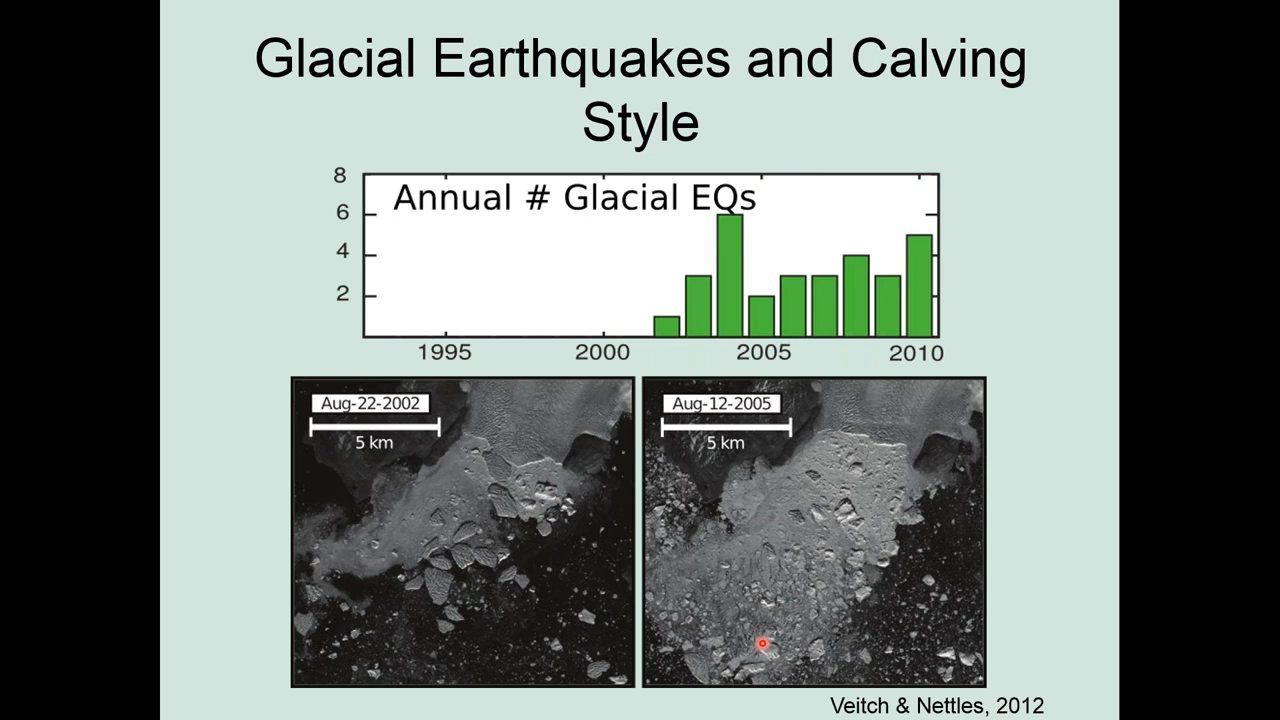 Glacial Earthquakes and Calving
Style
8
Annual # Glacial EQs
6
4
2
1995 2000 2005 2010
Aug-22-2002
5 km
Aug-12-2005
5 km
Veitch & Nettles, 2012